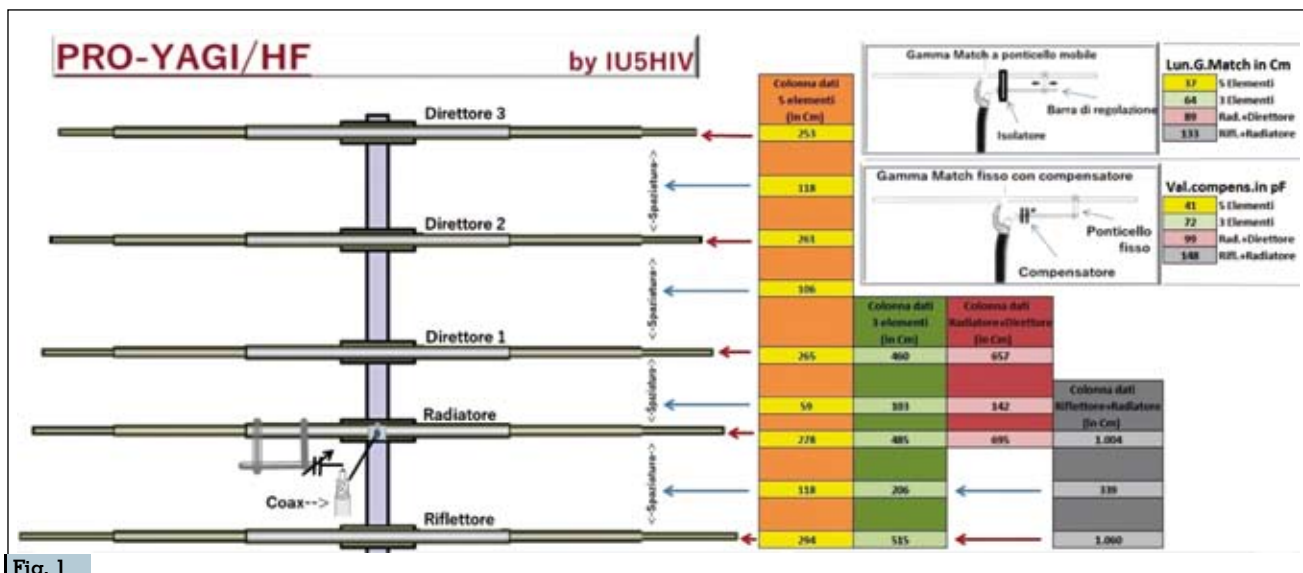 PRO-YAGI/HF
by IU5HIV
Direttore 3
<-Spaziatura->
Direttore 2
<-Spaziatura->
Direttore 1
<-Spaziatura->
Radiatore
<-Spaziatura->
Coax-->
Riflettore
Colonna dati
5 elementi
(in Cm)
253
118
261
106
265
59
278
118
294
Colonna dati
3 elementi
(in Cm)
460
103
485
206
515
Colonna dati
Radiatore+Direttore
(in Cm)
657
142
695
Colonna dati
Riflettore+Radiatore
(in Cm)
1.004
339
1.060
Gamma Match a ponticello mobile
Barra di regolazione
Isolatore
Lun.G.Match in Cm
37 5 Elementi
64 3 Elementi
89 Rad.+Direttore
133 Rifl.+Radiatore
Gamma Match fisso con compensatore
Ponticello
fisso
Compensatore
Val.compens.in pF
41 5 Elementi
72 3 Elementi
99 Rad.+Direttore
148 Rifl.+Radiatore
Fig. 1